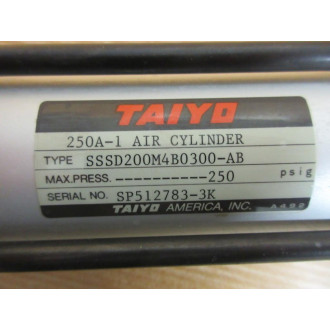 TAIYO
250A-1 AIR CYLINDER
TYPE SSSD200M4B0300-AB
MAX.PRESS. ----------250 psig
SERIAL NO. SP512783-3K
TAIYO AMERICA, INC.